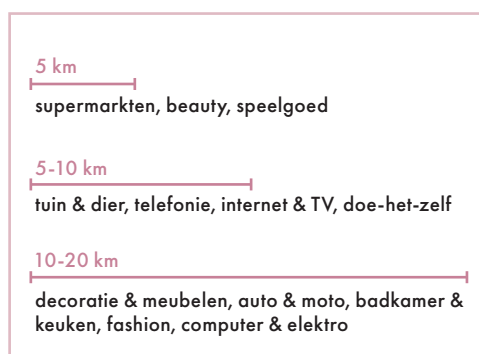 5 km
supermarkten, beauty, speelgoed
5-10 km
tuin & dier, telefonie, internet & TV, doe-het-zelf
10-20 km
decoratie & meubelen, auto & moto, badkamer &
keuken, fashion, computer & elektro